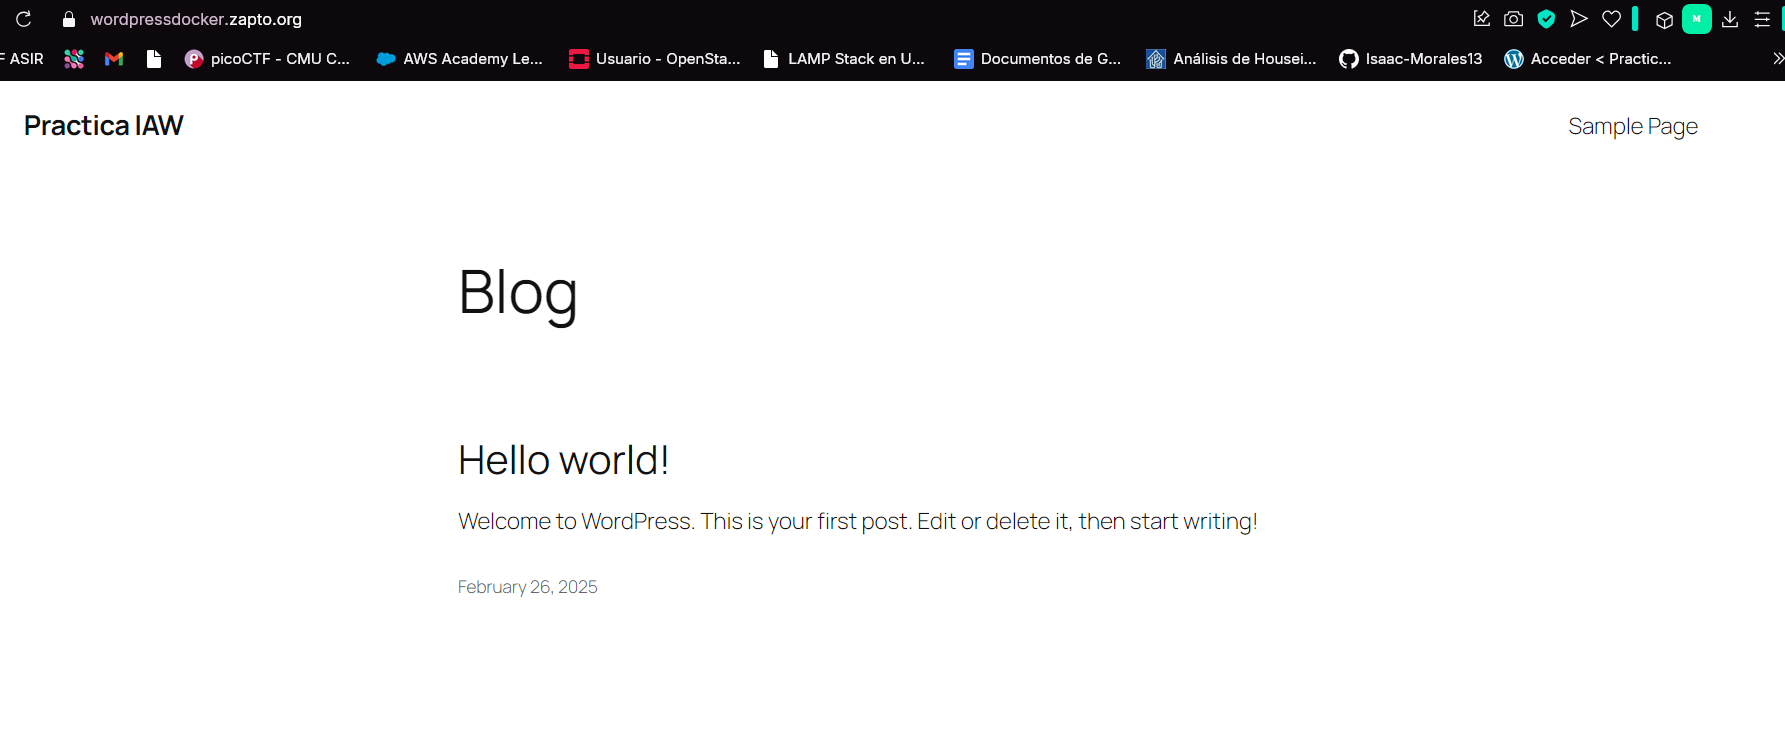 wordpressdocker.zapto.org
F ASIR picoCTF - CMU C... AWS Academy Le... Usuario - OpenSta... LAMP Stack en U... Documentos de G... Análisis de Housei... Isaac-Morales13 Acceder < Practic...
Practica IAW Sample Page
Blog
Hello world!
Welcome to WordPress. This is your first post. Edit or delete it, then start writing!
February 26, 2025